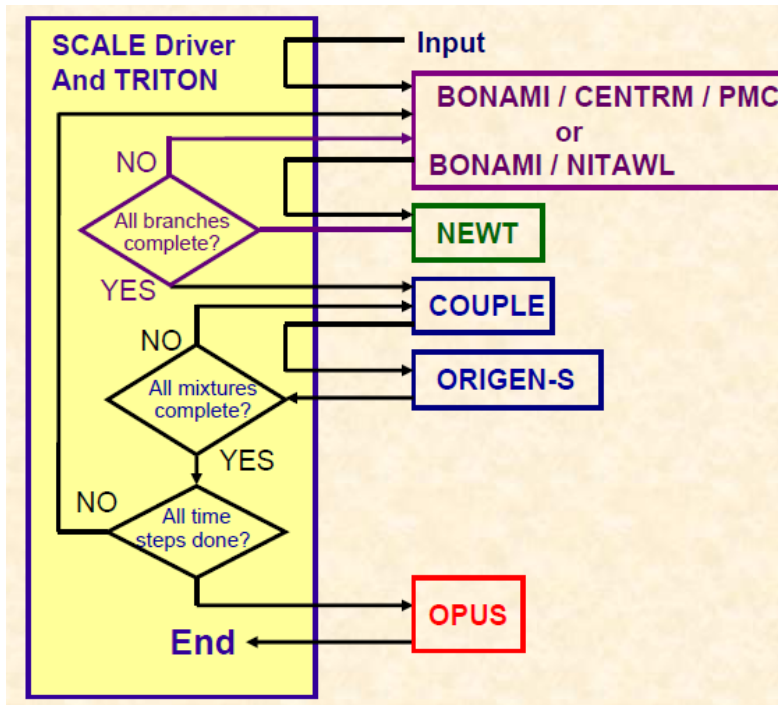 SCALE Driver
And TRITON
Input
BONAMI / CENTRM / PMC
or
BONAMI / NITAWL
NO
All branches
complete?
NEWT
YES
COUPLE
NO
All mixtures
complete?
ORIGEN-S
YES
NO
All time
steps done?
OPUS
End